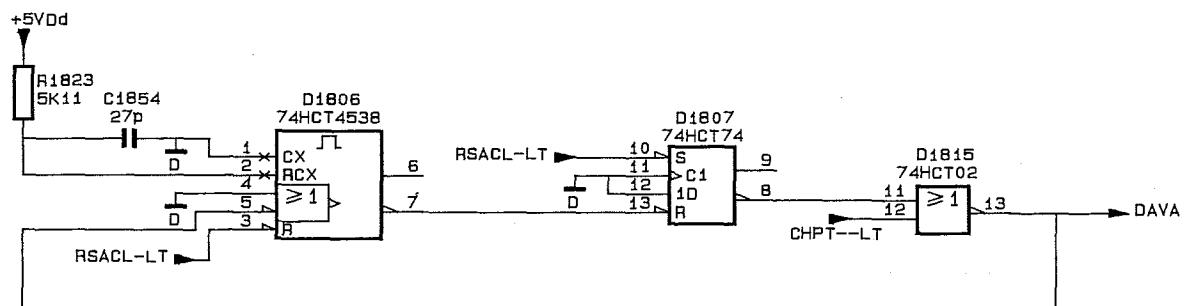 +5VDd
R1823
5K11
C1854
27p
D
D1806
74HCT4538
1
CX
2
RCX
4
≥ 1
5
3
R
6
7
D
RSACL-LT
D1807
74HCT74
RSACL-LT
10
S
11
C1
12
1D
13
R
9
8
D
D1815
74HCT02
11
12
≥ 1
13
CHPT--LT
DAVA